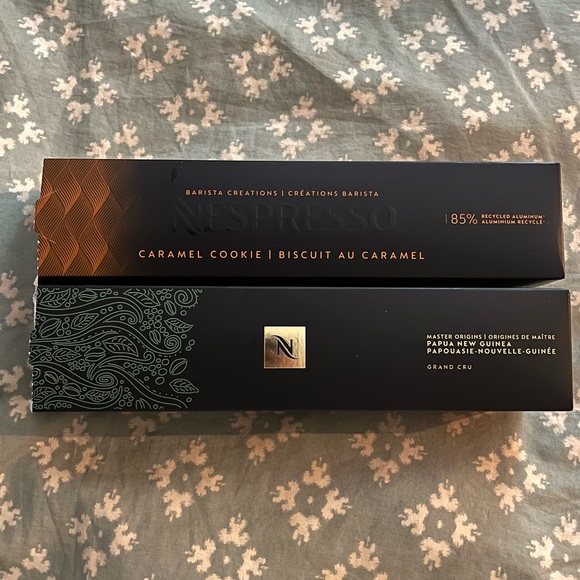 BARISTA CREATIONS | CRÉATIONS BARISTA
NESPRESSO
CARAMEL COOKIE | BISCUIT AU CARAMEL
85% RECYCLED ALUMINUM*
ALUMINIUM RECYCLÉ*
N
MASTER ORIGINS | ORIGINES DE MAÎTRE
PAPUA NEW GUINEA
PAPOUASIE-NOUVELLE-GUINÉE
GRAND CRU